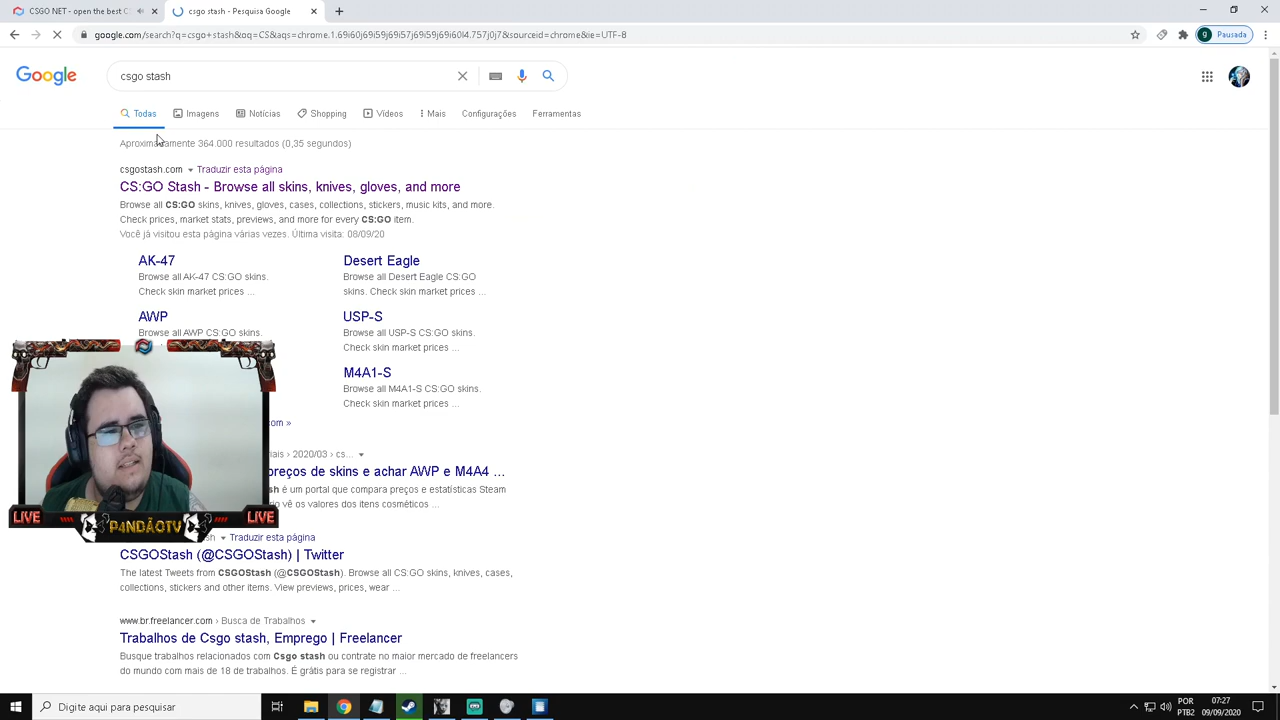 CSGO NET - open the best C
csgo stash - Pesquisa Google
google.com/search?q=csgo+stash&oq=CS&aqs=chrome.1.69i60j69i59j69i57j69i59j69i60l4.757j0j7&sourceid=chrome&ie=UTF-8
g Pausada
Google
csgo stash
Todas Imagens Notícias Shopping Vídeos Mais Configurações Ferramentas
Aproximadamente 364.000 resultados (0,35 segundos)
csgostash.com Traduzir esta página
CS:GO Stash - Browse all skins, knives, gloves, and more
Browse all CS:GO skins, knives, gloves, cases, collections, stickers, music kits, and more.
Check prices, market stats, previews, and more for every CS:GO item.
Você já visitou esta página várias vezes. Última visita: 08/09/20
AK-47 Desert Eagle
Browse all AK-47 CS:GO skins. Browse all Desert Eagle CS:GO
Check skin market prices ... skins. Check skin market prices ...
AWP USP-S
Browse all AWP CS:GO skins. Browse all USP-S CS:GO skins.
Check skin market prices ...
M4A1-S
Browse all M4A1-S CS:GO skins.
Check skin market prices ...
com »
iais › 2020/03 › cs...
preços de skins e achar AWP e M4A4 ...
sh é um portal que compara preços e estatísticas Steam
rio vê os valores dos itens cosméticos ...
LIVE P4NDÃOTV LIVE
sh Traduzir esta página
CSGOStash (@CSGOStash) | Twitter
The latest Tweets from CSGOStash (@CSGOStash). Browse all CS:GO skins, knives, cases,
collections, stickers and other items. View previews, prices, wear ...
www.br.freelancer.com › Busca de Trabalhos
Trabalhos de Csgo stash, Emprego | Freelancer
Busque trabalhos relacionados com Csgo stash ou contrate no maior mercado de freelancers
do mundo com mais de 18 de trabalhos. É grátis para se registrar ...
Digite aqui para pesquisar
POR 07:27
PTB2 09/09/2020